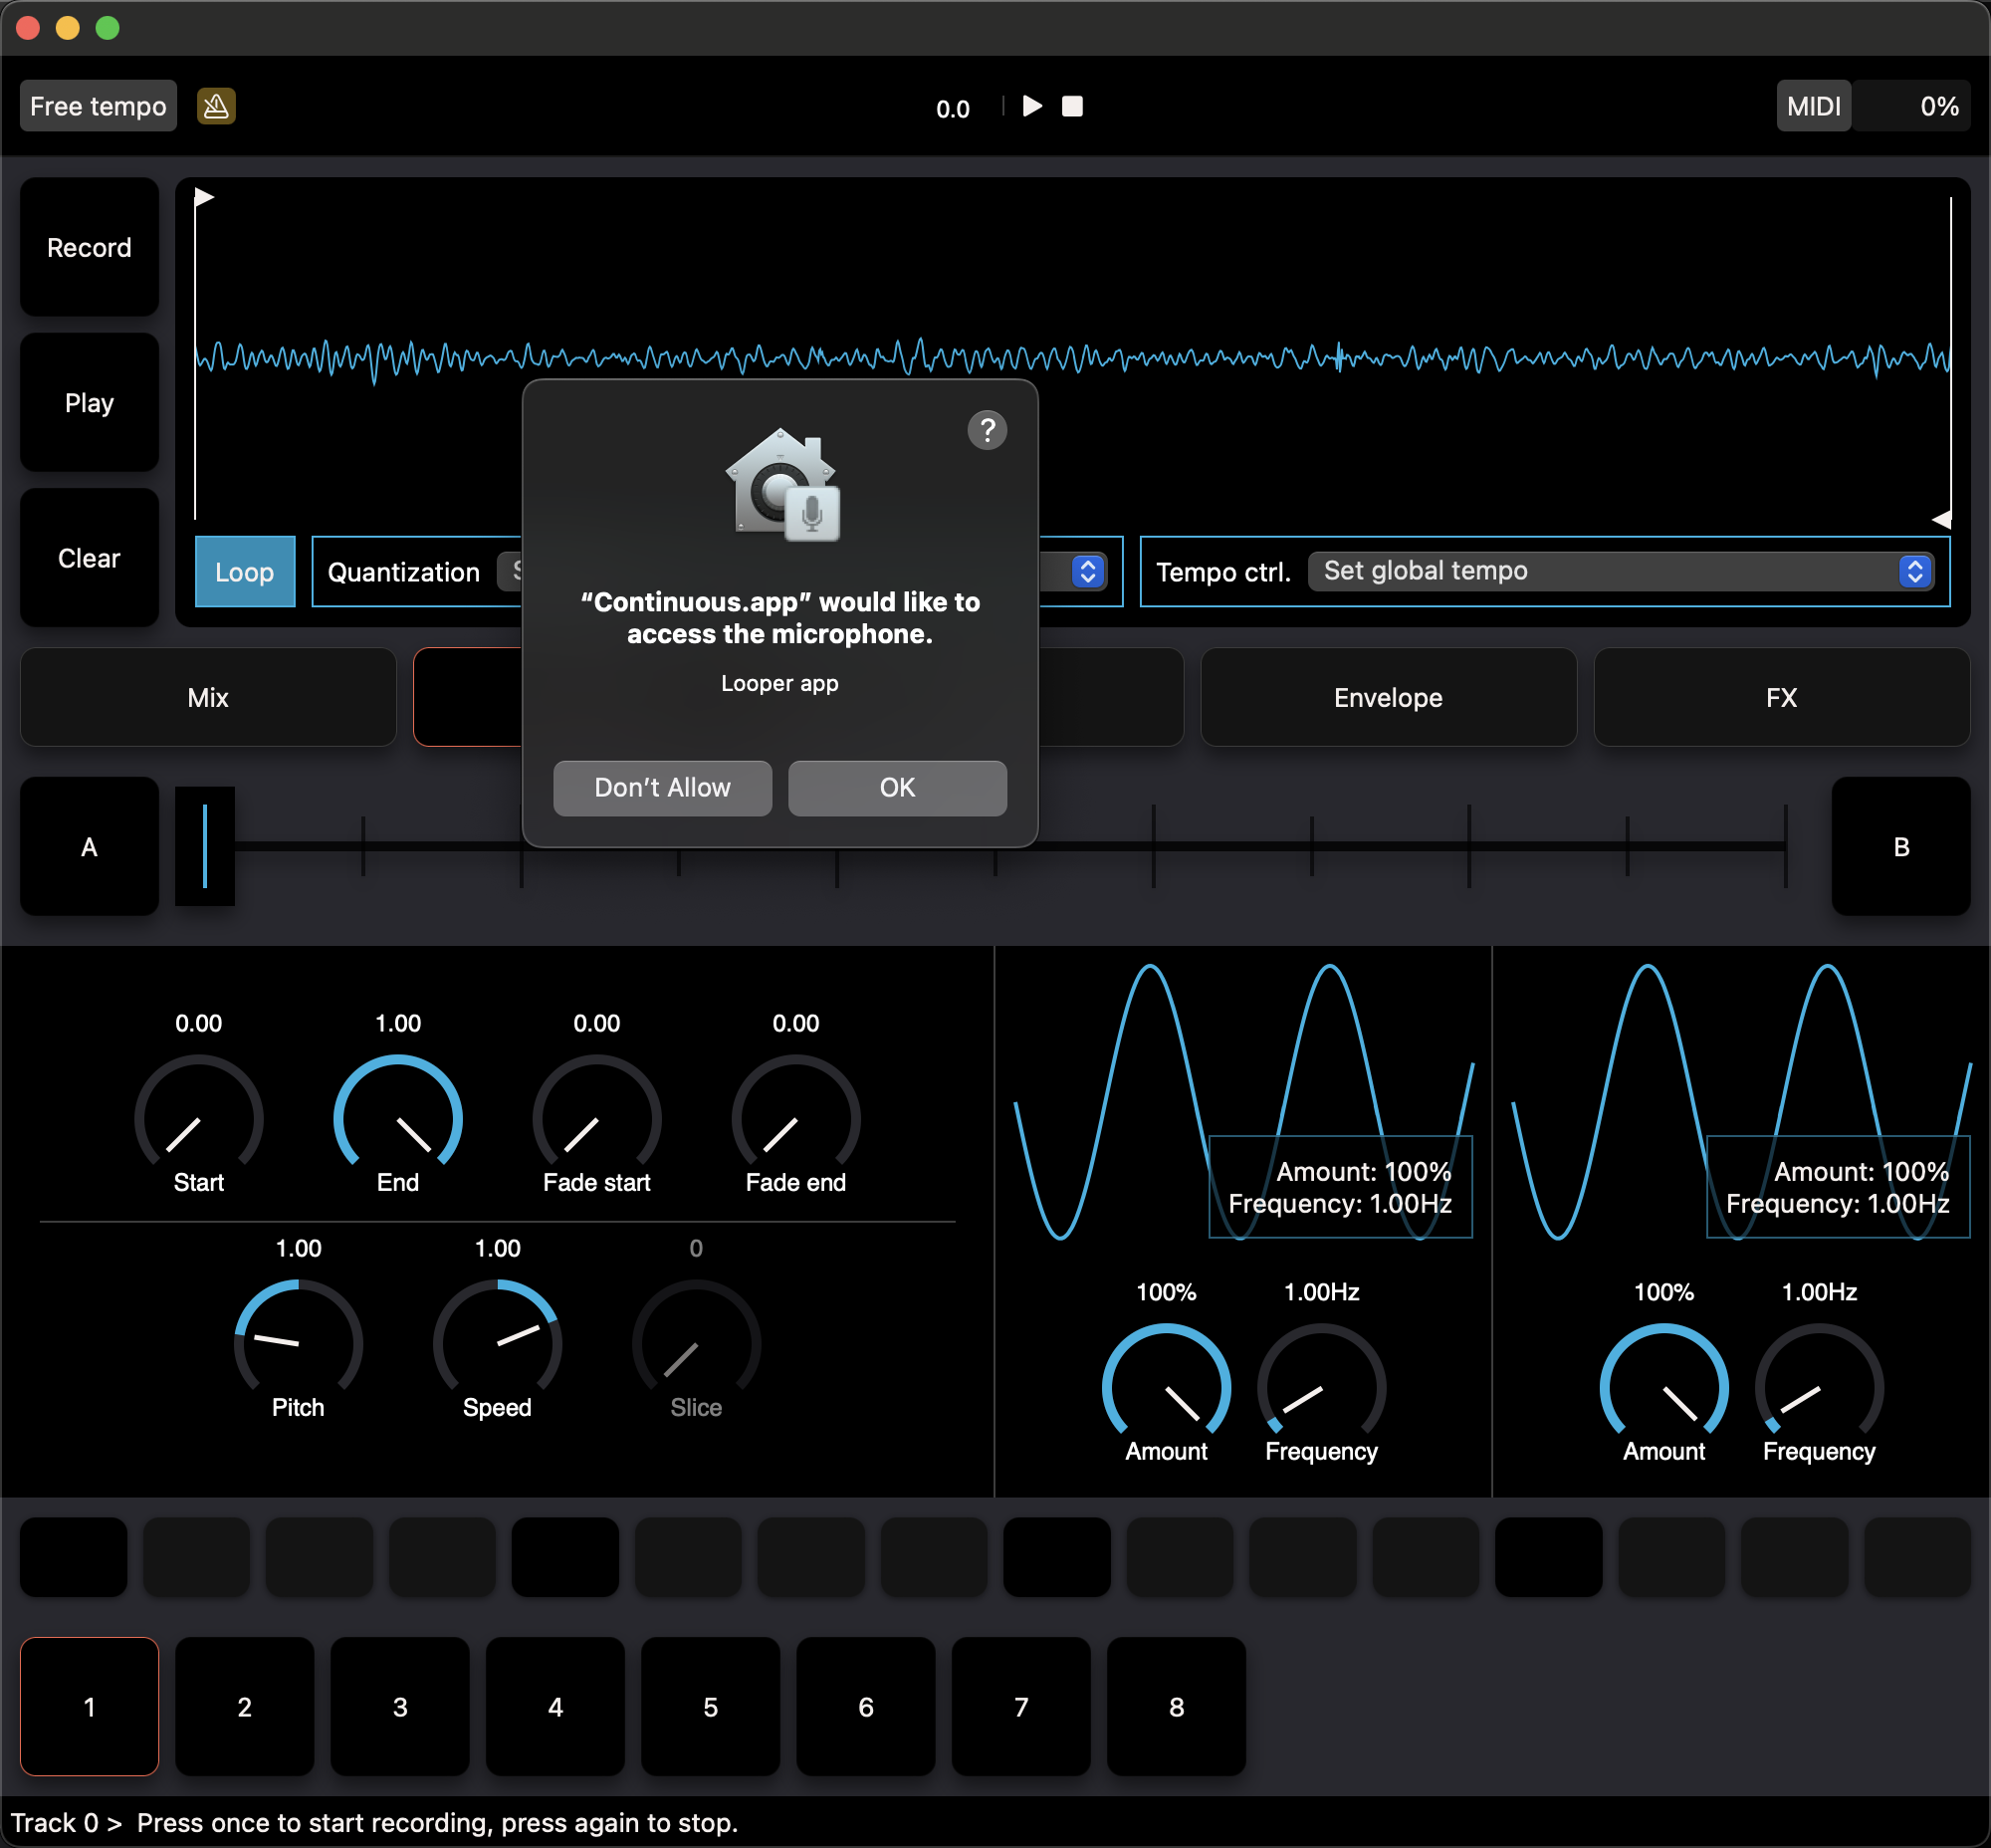 Free tempo
0.0
MIDI
0%
Record
Play
Clear
Loop
Quantization
Tempo ctrl.
Set global tempo
?
“Continuous.app” would like to
access the microphone.
Looper app
Don’t Allow
OK
Mix
Envelope
FX
A
B
0.00
1.00
0.00
0.00
Start
End
Fade start
Fade end
1.00
1.00
0
Pitch
Speed
Slice
Amount: 100%
Frequency: 1.00Hz
100%
1.00Hz
Amount
Frequency
Amount: 100%
Frequency: 1.00Hz
100%
1.00Hz
Amount
Frequency
1
2
3
4
5
6
7
8
Track 0 > Press once to start recording, press again to stop.